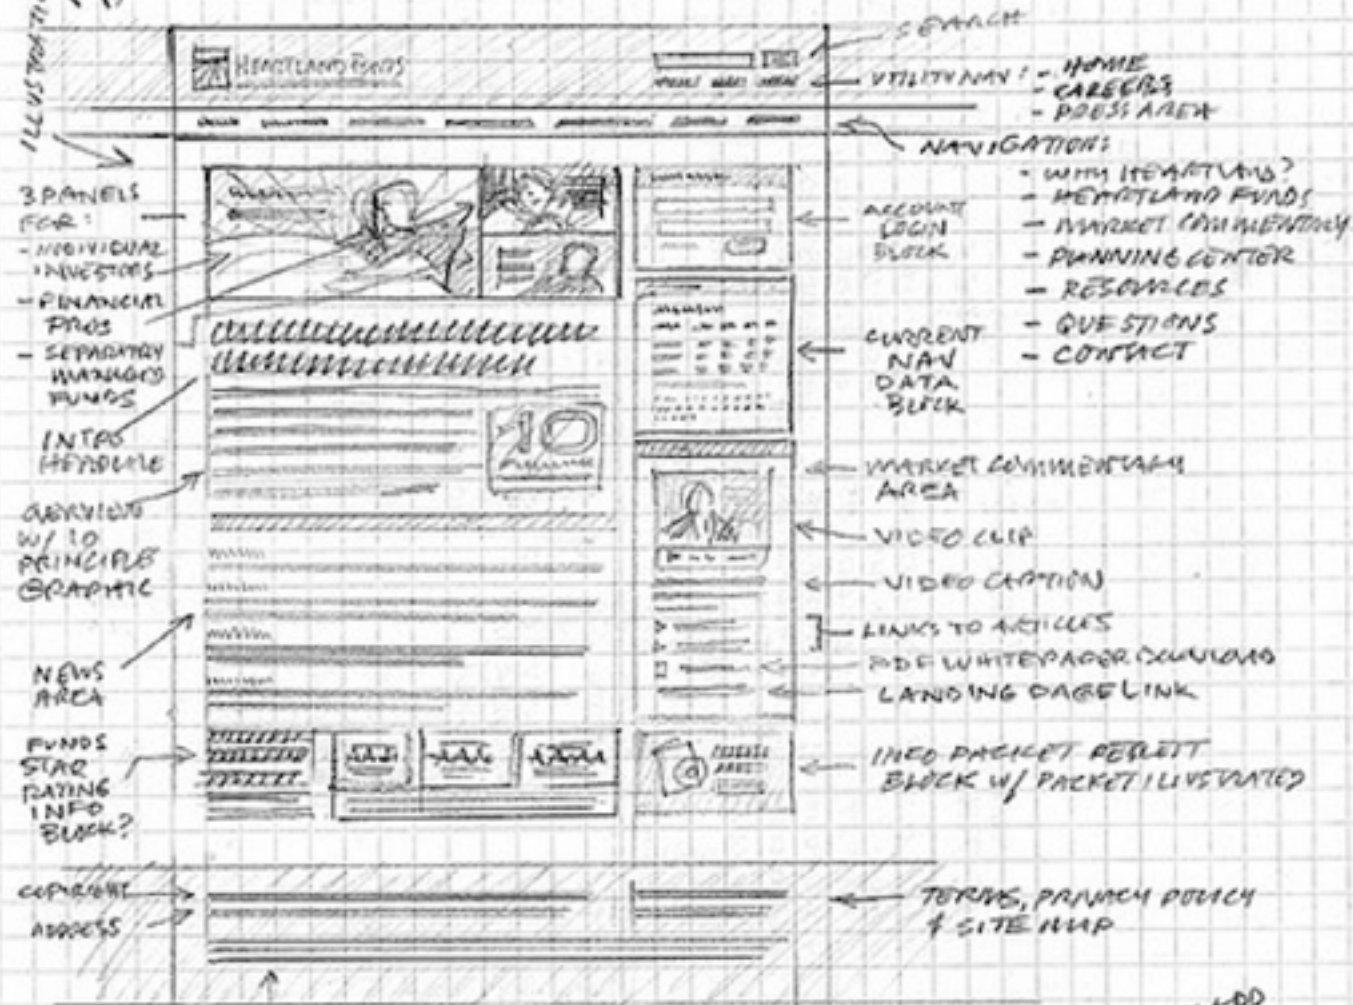 ILLUSTRATI
SEARCH
HEARTLAND FUNDS
UTILITY NAV: - HOME
- CAREERS
- PRESS AREA
NAVIGATION:
- WHY HEARTLAND?
- HEARTLAND FUNDS
- MARKET COMMENTARY
- PLANNING CENTER
- RESOURCES
- QUESTIONS
- CONTACT
3 PANELS
FOR:
- INDIVIDUAL
INVESTORS
- FINANCIAL
PROS
- SEPARATELY
MANAGED
FUNDS
INTRO
HEADLINE
OVERVIEW
W/ 10
PRINCIPLE
GRAPHIC
10
NEWS
AREA
FUNDS
STAR
RATING
INFO
BLOCK?
COPYRIGHT
ADDRESS
ACCOUNT
LOGIN
BLOCK
CURRENT
NAV
DATA
BLOCK
MARKET COMMENTARY
AREA
VIDEO CLIP
VIDEO CAPTION
LINKS TO ARTICLES
PDF WHITEPAPER DOWNLOAD
LANDING PAGE LINK
INFO PACKET
BLOCK W/ PACKET ILLUSTRATED
TERMS, PRIVACY POLICY
& SITE MAP